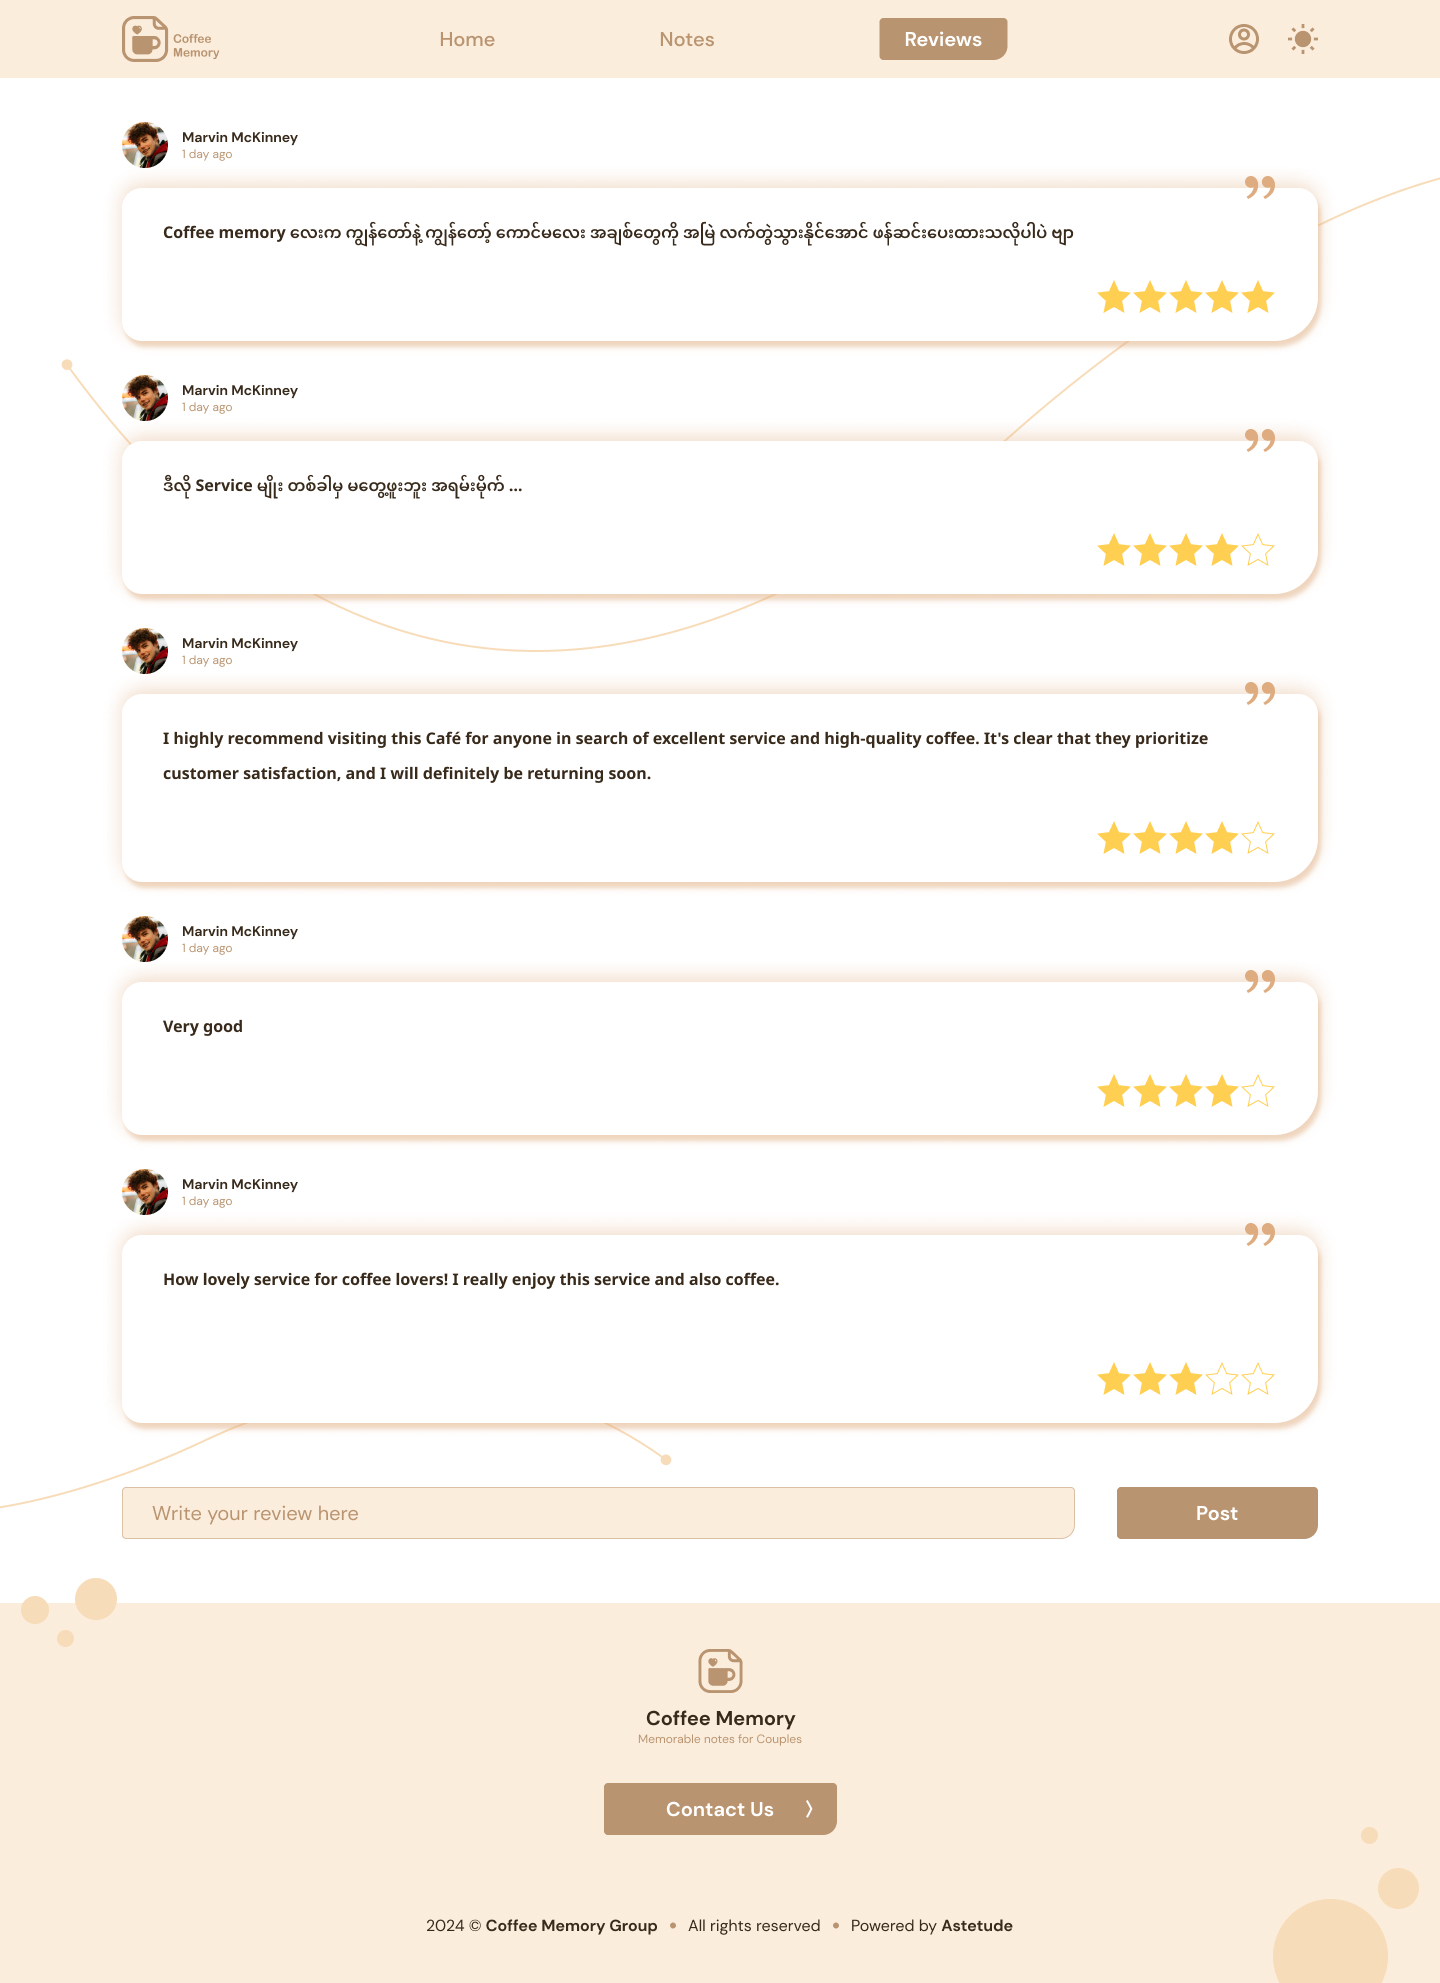 Coffee
Memory
Home
Notes
Reviews
Marvin McKinney
1 day ago
Coffee memory လေးက ကျွန်တော်နဲ့ ကျွန်တော့် ကောင်မလေး အချစ်တွေကို အမြဲ လက်တွဲသွားနိုင်အောင် ဖန်ဆင်းပေးထားသလိုပါပဲ ဗျာ
Marvin McKinney
1 day ago
ဒီလို Service မျိုး တစ်ခါမှ မတွေ့ဖူးဘူး အရမ်းမိုက် ...
Marvin McKinney
1 day ago
I highly recommend visiting this Café for anyone in search of excellent service and high-quality coffee. It's clear that they prioritize
customer satisfaction, and I will definitely be returning soon.
Marvin McKinney
1 day ago
Very good
Marvin McKinney
1 day ago
How lovely service for coffee lovers! I really enjoy this service and also coffee.
Write your review here
Post
Coffee Memory
Memorable notes for Couples
Contact Us
2024 © Coffee Memory Group • All rights reserved • Powered by Astetude